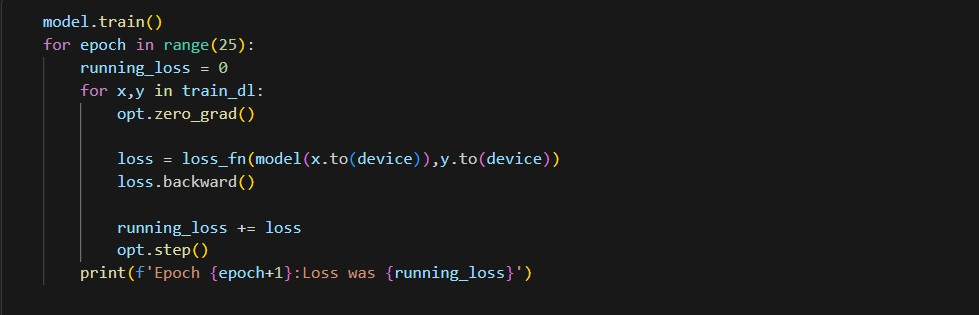 model.train()
for epoch in range(25):
running_loss = 0
for x,y in train_dl:
opt.zero_grad()
loss = loss_fn(model(x.to(device)),y.to(device))
loss.backward()
running_loss += loss
opt.step()
print(f'Epoch {epoch+1}:Loss was {running_loss}')